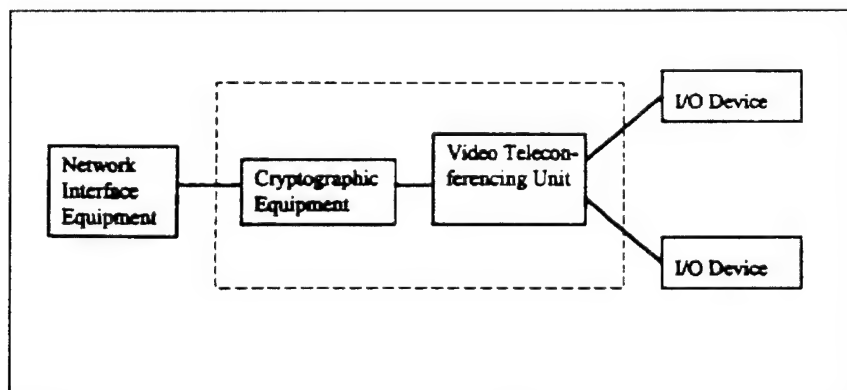 Network
Interface
Equipment
Cryptographic
Equipment
Video Telecon-
ferencing Unit
I/O Device
I/O Device